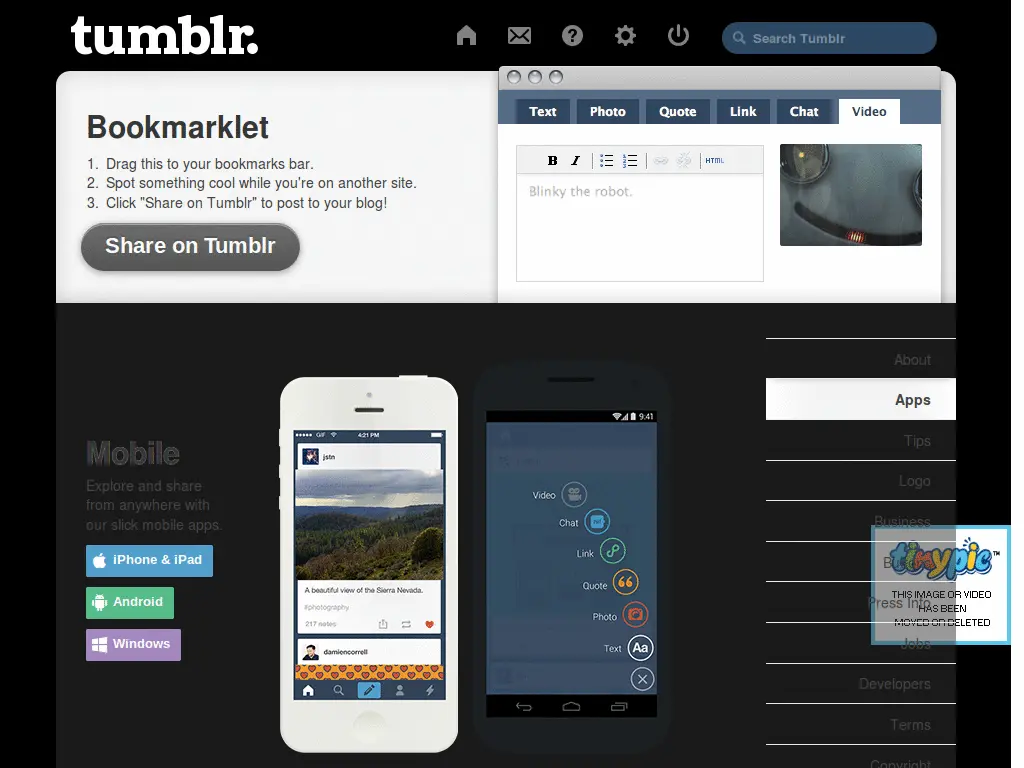 tumblr.
Search Tumblr
Bookmarklet
1. Drag this to your bookmarks bar.
2. Spot something cool while you're on another site.
3. Click "Share on Tumblr" to post to your blog!
Share on Tumblr
Text Photo Quote Link Chat Video
B I HTML
Blinky the robot.
Mobile
Explore and share
from anywhere with
our slick mobile apps.
iPhone & iPad
Android
Windows
GIF 4:21 PM
jstn
A beautiful view of the Sierra Nevada.
#photography
217 notes
damiencorrell
9:41
Video
Chat
Link
Quote
Photo
Text Aa
About
Apps
Tips
Logo
Business
tinypic™
THIS IMAGE OR VIDEO
HAS BEEN
MOVED OR DELETED
Press Info
Jobs
Developers
Terms
Copyright